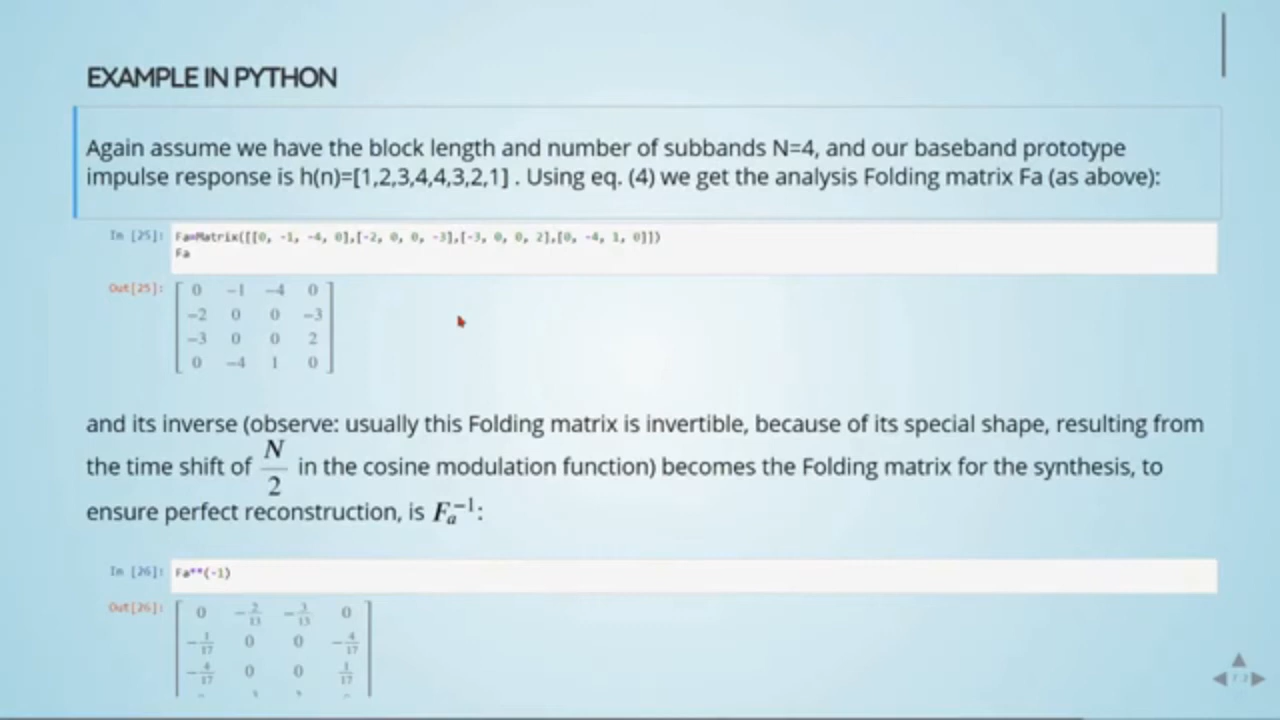 EXAMPLE IN PYTHON
Again assume we have the block length and number of subbands N=4, and our baseband prototype
impulse response is h(n)=[1,2,3,4,4,3,2,1] . Using eq. (4) we get the analysis Folding matrix Fa (as above):
In [25]: Fa=Matrix([[0, -1, -4, 0],[-2, 0, 0, -3],[-3, 0, 0, 2],[0, -4, 1, 0]])
Fa
Out[25]:
0 −1 −4 0
−2 0 0 −3
−3 0 0 2
0 −4 1 0
and its inverse (observe: usually this Folding matrix is invertible, because of its special shape, resulting from
the time shift of N/2 in the cosine modulation function) becomes the Folding matrix for the synthesis, to
ensure perfect reconstruction, is Fa^−1:
In [26]: Fa**(-1)
Out[26]:
0 −2/13 −3/13 0
−1/17 0 0 −4/17
−4/17 0 0 1/17